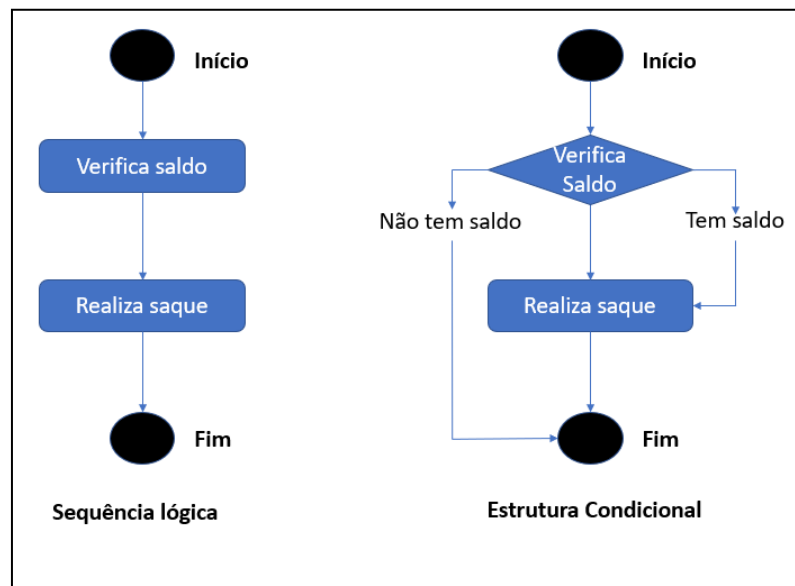 Início
Verifica saldo
Realiza saque
Fim
Sequência lógica
Início
Verifica
Saldo
Não tem saldo
Tem saldo
Realiza saque
Fim
Estrutura Condicional